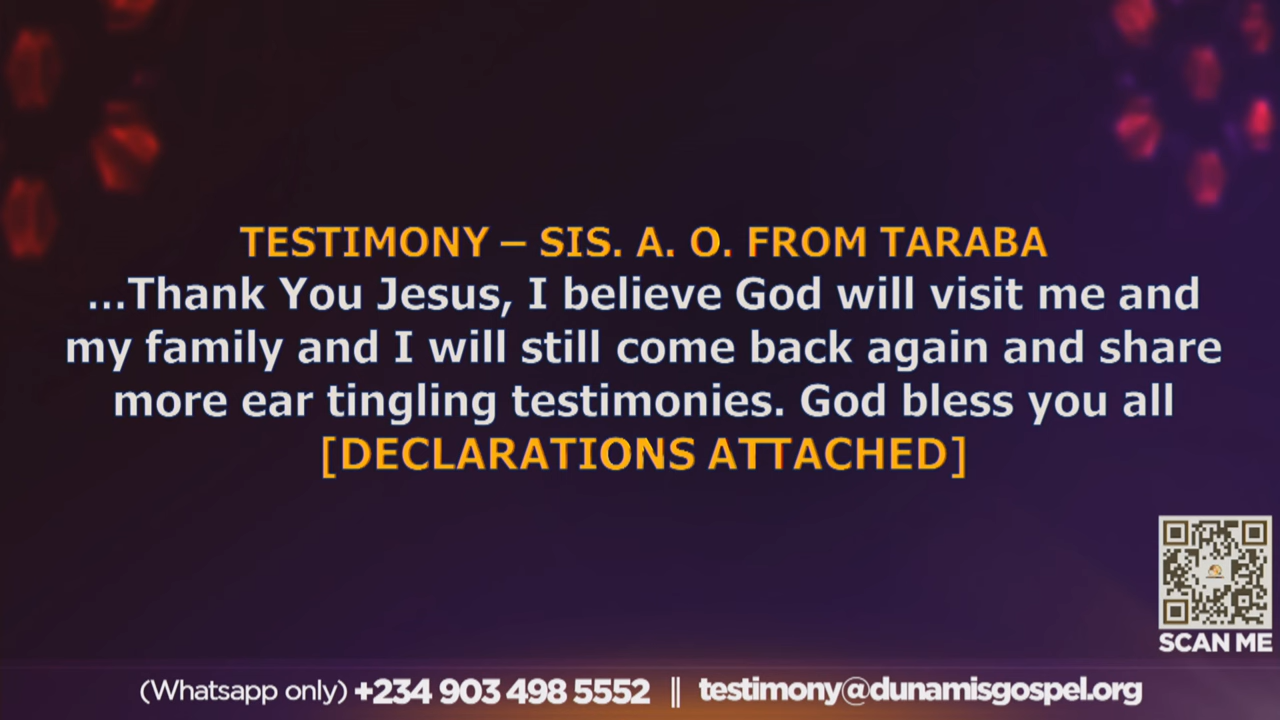 TESTIMONY – SIS. A. O. FROM TARABA
...Thank You Jesus, I believe God will visit me and
my family and I will still come back again and share
more ear tingling testimonies. God bless you all
[DECLARATIONS ATTACHED]
SCAN ME
(Whatsapp only) +234 903 498 5552 || testimony@dunamisgospel.org